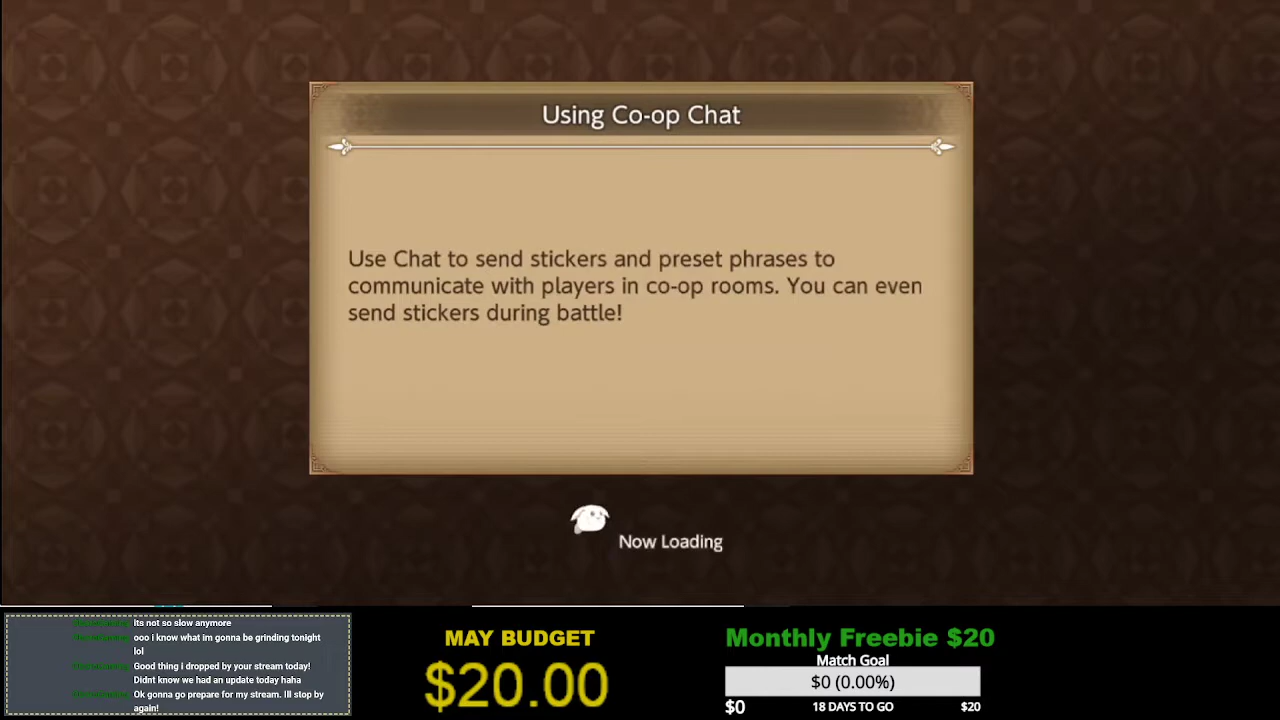 Using Co-op Chat
Use Chat to send stickers and preset phrases to
communicate with players in co-op rooms. You can even
send stickers during battle!
Now Loading
Its not so slow anymore
ooo i know what im gonna be grinding tonight
lol
Good thing I dropped by your stream today!
Didnt know we had an update today haha
Ok gonna go prepare for my stream. Ill stop by
again!
MAY BUDGET
$20.00
Monthly Freebie $20
Match Goal
$0 (0.00%)
$0 18 DAYS TO GO $20